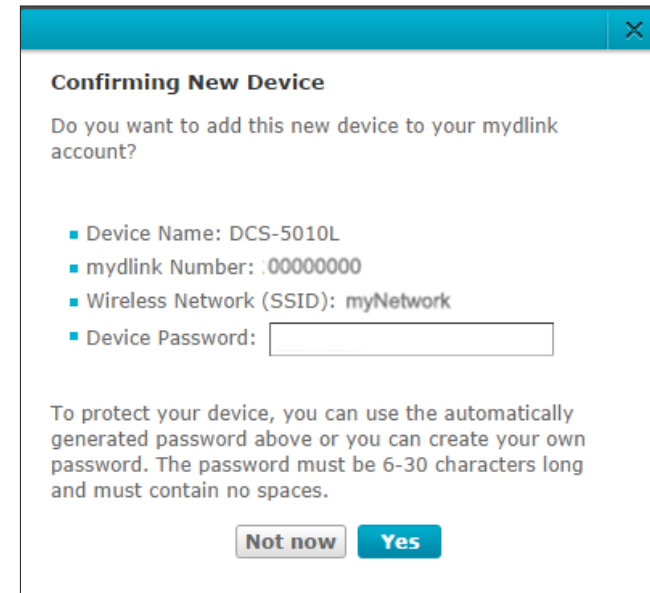 Confirming New Device
Do you want to add this new device to your mydlink
account?
Device Name: DCS-5010L
mydlink Number: 00000000
Wireless Network (SSID): myNetwork
Device Password:
To protect your device, you can use the automatically
generated password above or you can create your own
password. The password must be 6-30 characters long
and must contain no spaces.
Not now Yes